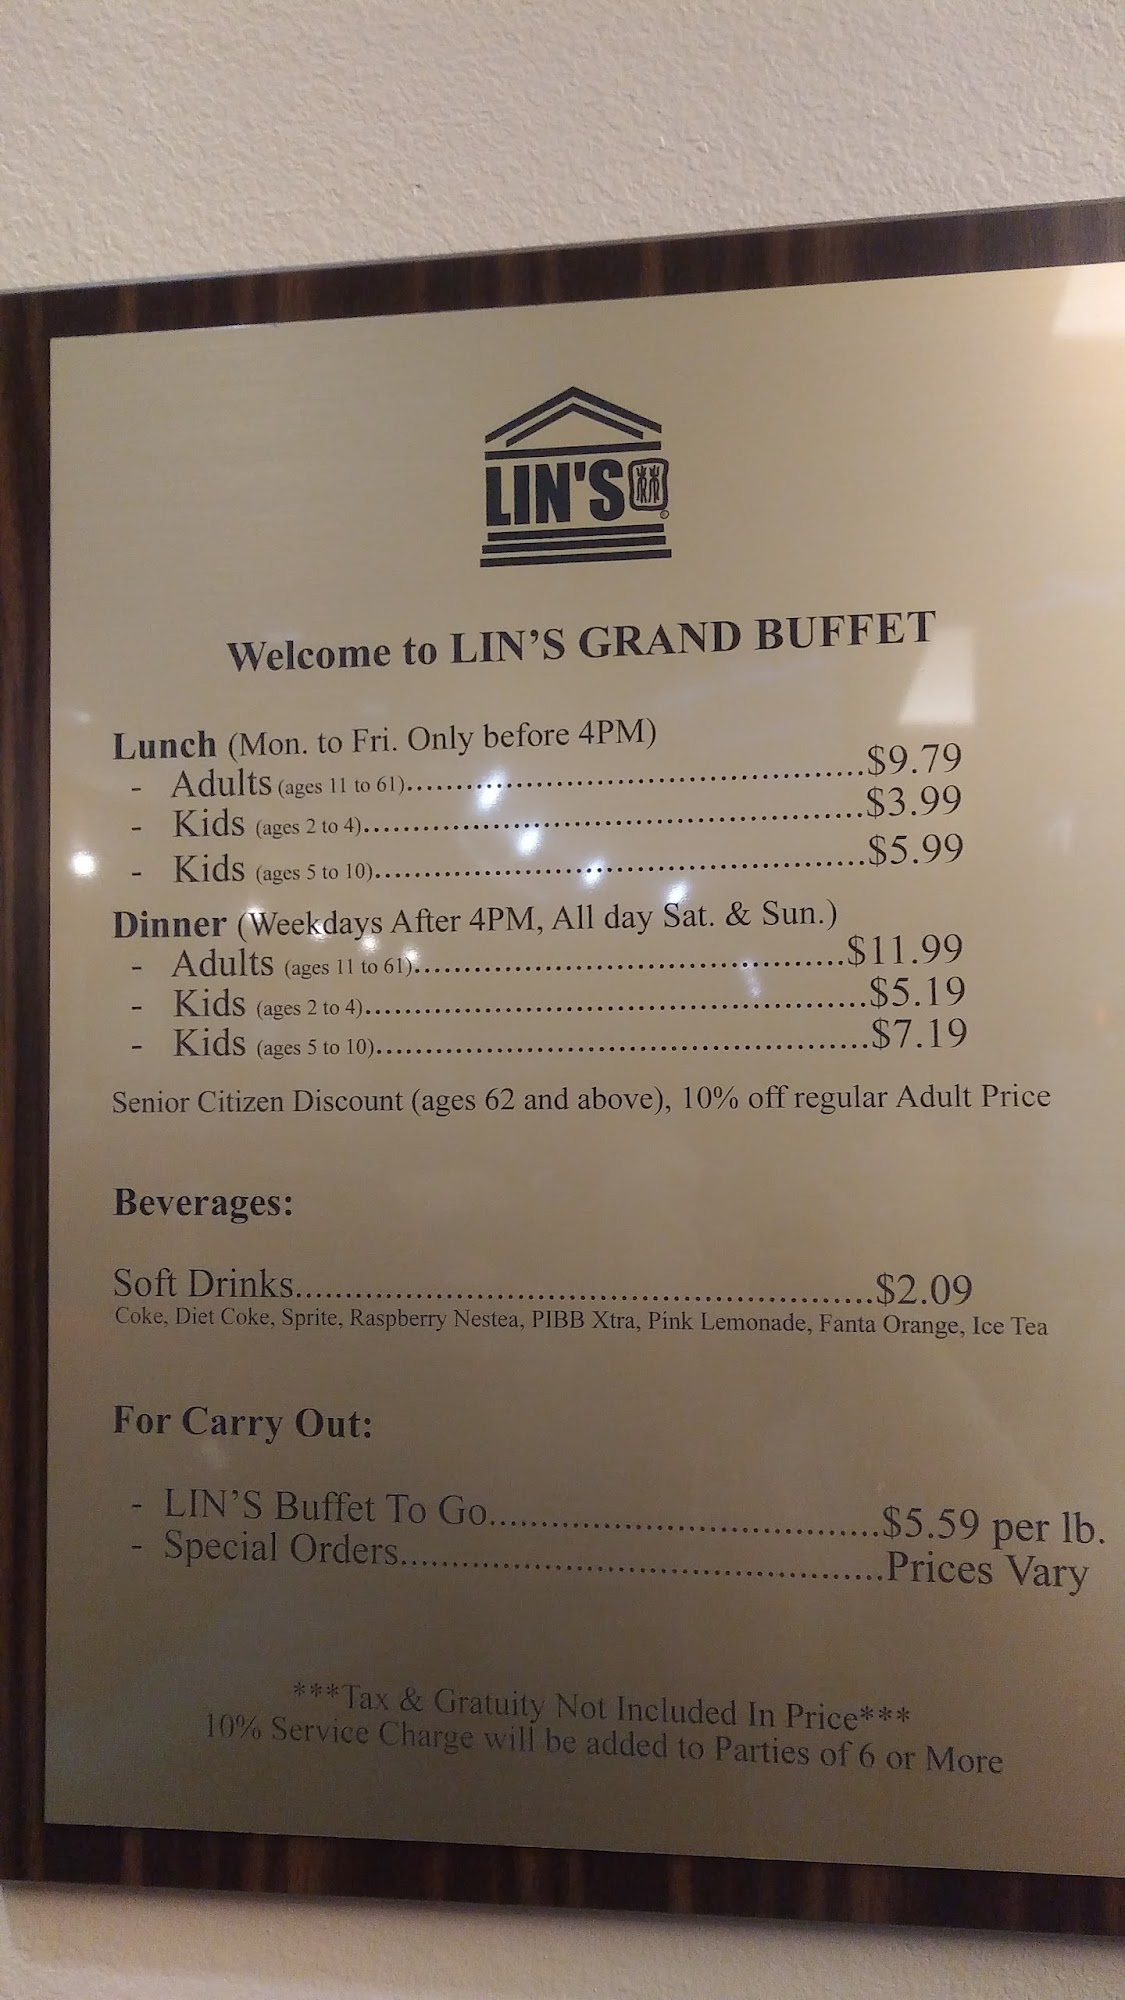 LIN'S林
Welcome to LIN'S GRAND BUFFET
Lunch (Mon. to Fri. Only before 4PM)
- Adults (ages 11 to 61)..........$9.79
- Kids (ages 2 to 4)..........$3.99
- Kids (ages 5 to 10)..........$5.99
Dinner (Weekdays After 4PM, All day Sat. & Sun.)
- Adults (ages 11 to 61)..........$11.99
- Kids (ages 2 to 4)..........$5.19
- Kids (ages 5 to 10)..........$7.19
Senior Citizen Discount (ages 62 and above), 10% off regular Adult Price
Beverages:
Soft Drinks..........$2.09
Coke, Diet Coke, Sprite, Raspberry Nestea, PIBB Xtra, Pink Lemonade, Fanta Orange, Ice Tea
For Carry Out:
- LIN'S Buffet To Go..........$5.59 per lb.
- Special Orders..........Prices Vary
***Tax & Gratuity Not Included In Price***
10% Service Charge will be added to Parties of 6 or More